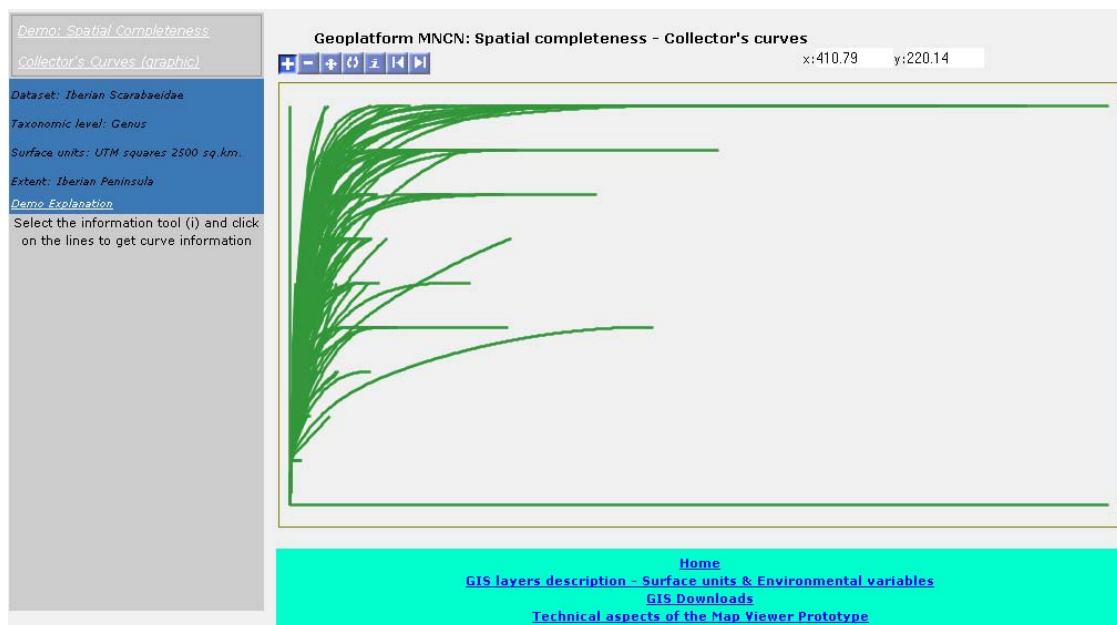 Demo: Spatial Completeness
Collector's Curves (graphic)
Dataset: Iberian Scarabaeidae
Taxonomic level: Genus
Surface units: UTM squares 2500 sq.km.
Extent: Iberian Peninsula
Demo Explanation
Select the information tool (i) and click
on the lines to get curve information
Geoplatform MNCN: Spatial completeness - Collector's curves
x:410.79 y:220.14
Home
GIS layers description - Surface units & Environmental variables
GIS Downloads
Technical aspects of the Map Viewer Prototype